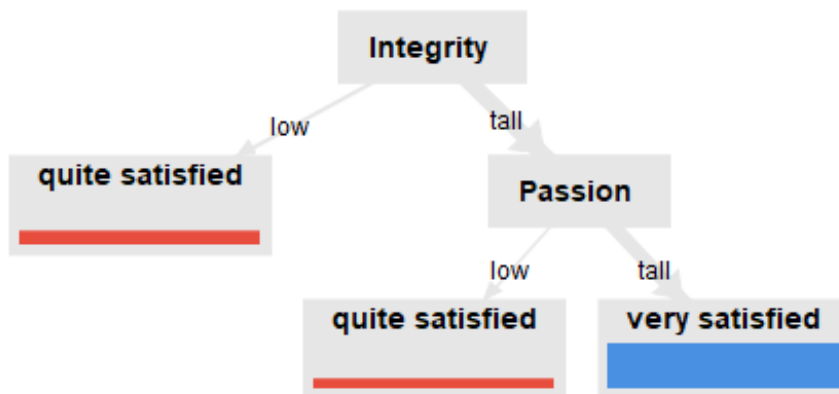 Integrity
low
tall
quite satisfied
Passion
low
tall
quite satisfied
very satisfied